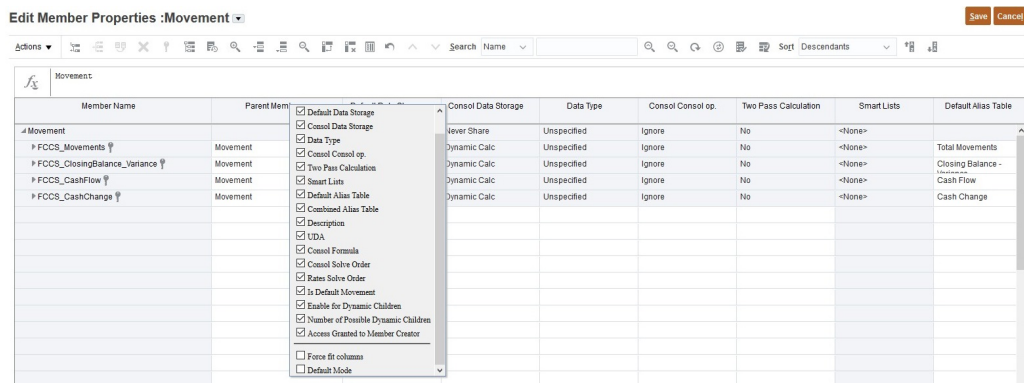 Edit Member Properties :Movement
Save Cancel
Actions Search Name Sort Descendants
fx
Movement
Member Name Consol Data Storage Data Type Consol Consol op. Two Pass Calculation Smart Lists Default Alias Table
Movement Never Share Unspecified Ignore No <None>
FCCS_Movements Movement Dynamic Calc Unspecified Ignore No <None> Total Movements
FCCS_ClosingBalance_Variance Movement Dynamic Calc Unspecified Ignore No <None> Closing Balance -
FCCS_CashFlow Movement Dynamic Calc Unspecified Ignore No <None> Cash Flow
FCCS_CashChange Movement Dynamic Calc Unspecified Ignore No <None> Cash Change
Default Data Storage
Consol Data Storage
Data Type
Consol Consol op.
Two Pass Calculation
Smart Lists
Default Alias Table
Combined Alias Table
Description
UDA
Consol Formula
Consol Solve Order
Rates Solve Order
Is Default Movement
Enable for Dynamic Children
Number of Possible Dynamic Children
Access Granted to Member Creator
Force fit columns
Default Mode